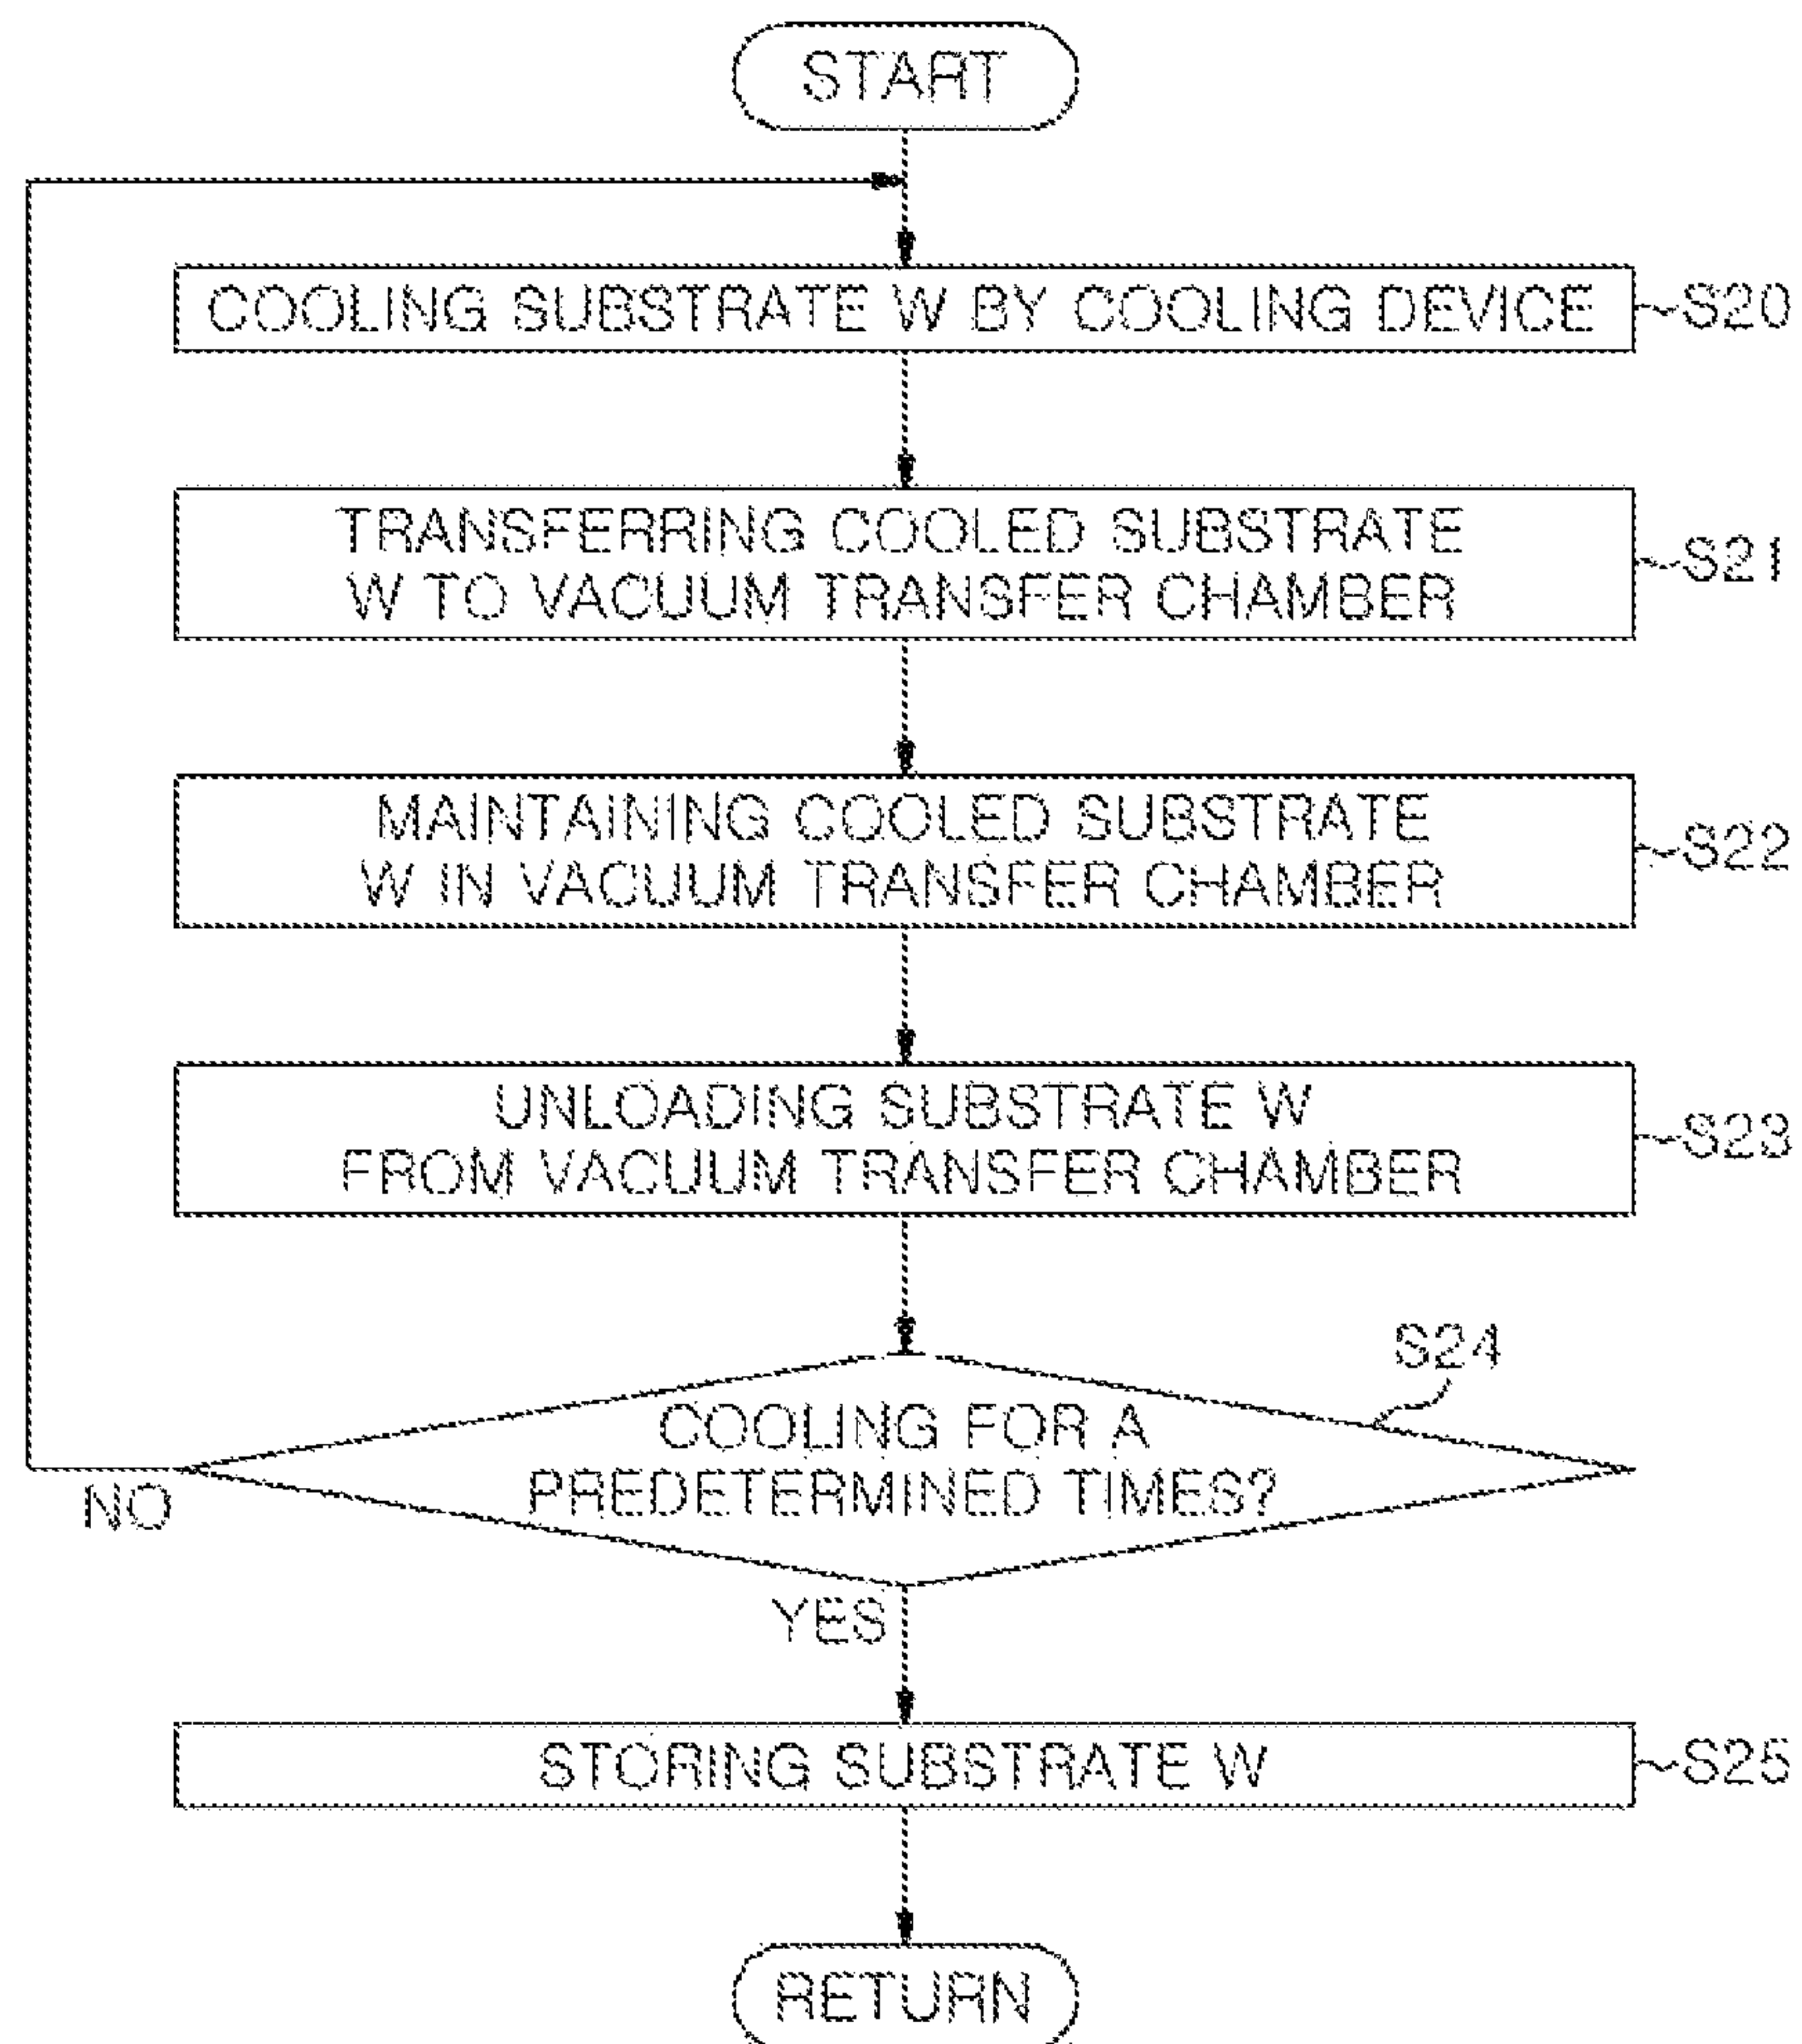 START
COOLING SUBSTRATE W BY COOLING DEVICE
S20
TRANSFERRING COOLED SUBSTRATE
W TO VACUUM TRANSFER CHAMBER
S21
MAINTAINING COOLED SUBSTRATE
W IN VACUUM TRANSFER CHAMBER
S22
UNLOADING SUBSTRATE W
FROM VACUUM TRANSFER CHAMBER
S23
S24
COOLING FOR A
PREDETERMINED TIMES?
NO
YES
STORING SUBSTRATE W
S25
RETURN